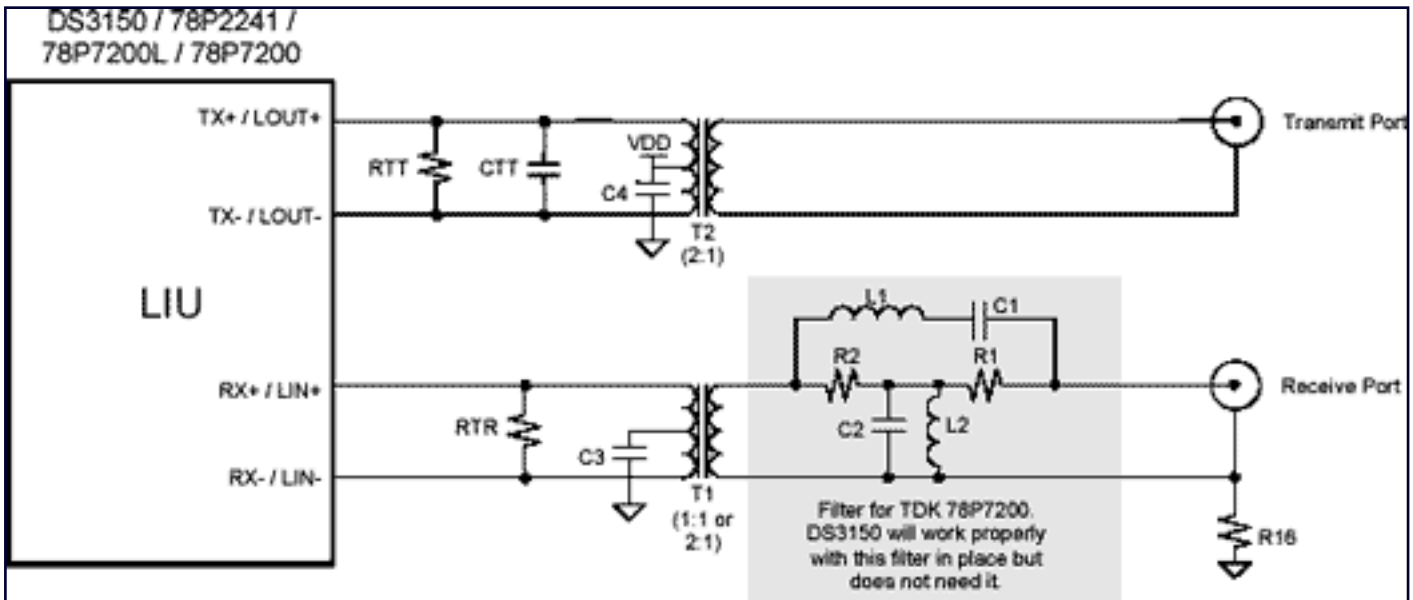 DS3150 / 78P2241 /
78P7200L / 78P7200
TX+ / LOUT+
Transmit Port
VDD
RTT
CTT
C4
TX- / LOUT-
T2
(2:1)
LIU
L1
C1
R2
R1
RX+ / LIN+
Receive Port
RTR
C2
L2
C3
RX- / LIN-
T1
(1:1 or
2:1)
Filter for TDK 78P7200.
DS3150 will work properly
with this filter in place but
does not need it.
R16